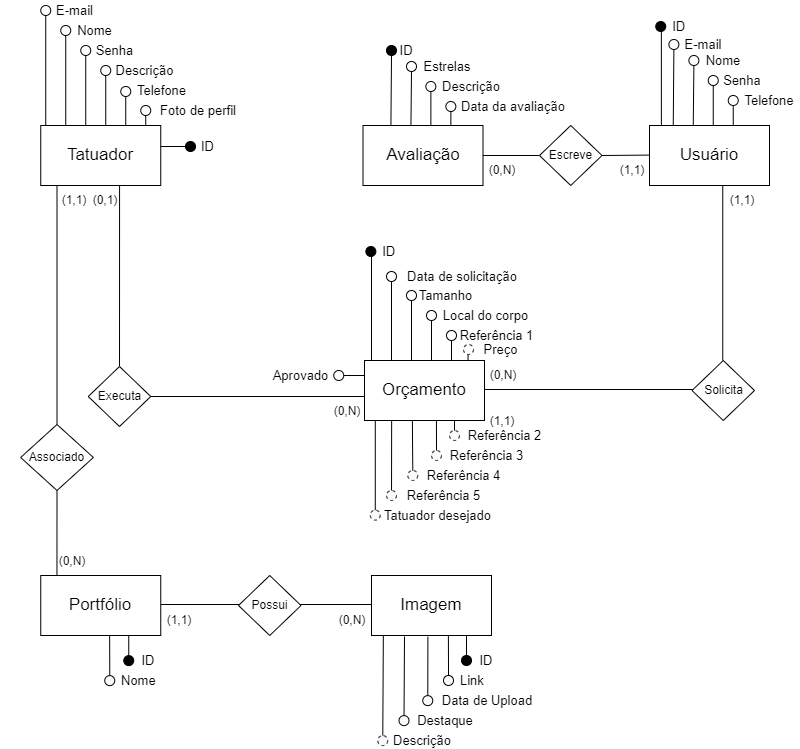 E-mail
Nome
Senha
Descrição
Telefone
Foto de perfil
Tatuador
ID
(1,1)
(0,1)
ID
Estrelas
Descrição
Data da avaliação
Avaliação
(0,N)
Escreve
(1,1)
ID
E-mail
Nome
Senha
Telefone
Usuário
(1,1)
ID
Data de solicitação
Tamanho
Local do corpo
Referência 1
Preço
Aprovado
Orçamento
(0,N)
Solicita
Executa
(0,N)
(1,1)
Referência 2
Referência 3
Referência 4
Referência 5
Tatuador desejado
Associado
(0,N)
Portfólio
(1,1)
Possui
(0,N)
Imagem
ID
Nome
ID
Link
Data de Upload
Destaque
Descrição